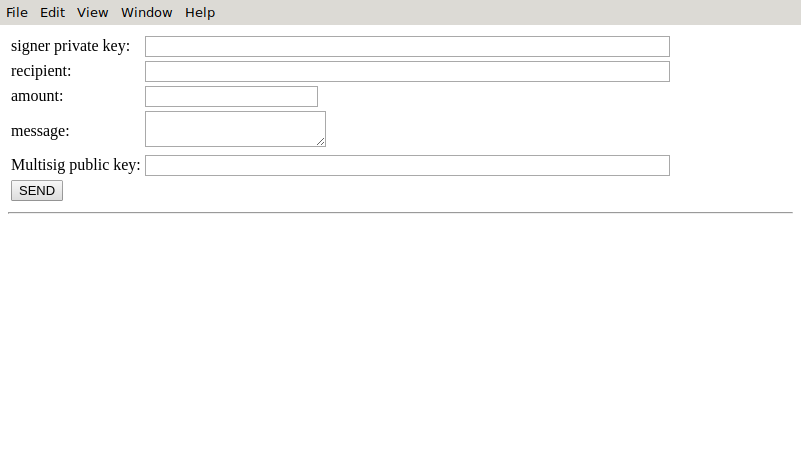 File Edit View Window Help
signer private key:
recipient:
amount:
message:
Multisig public key:
SEND